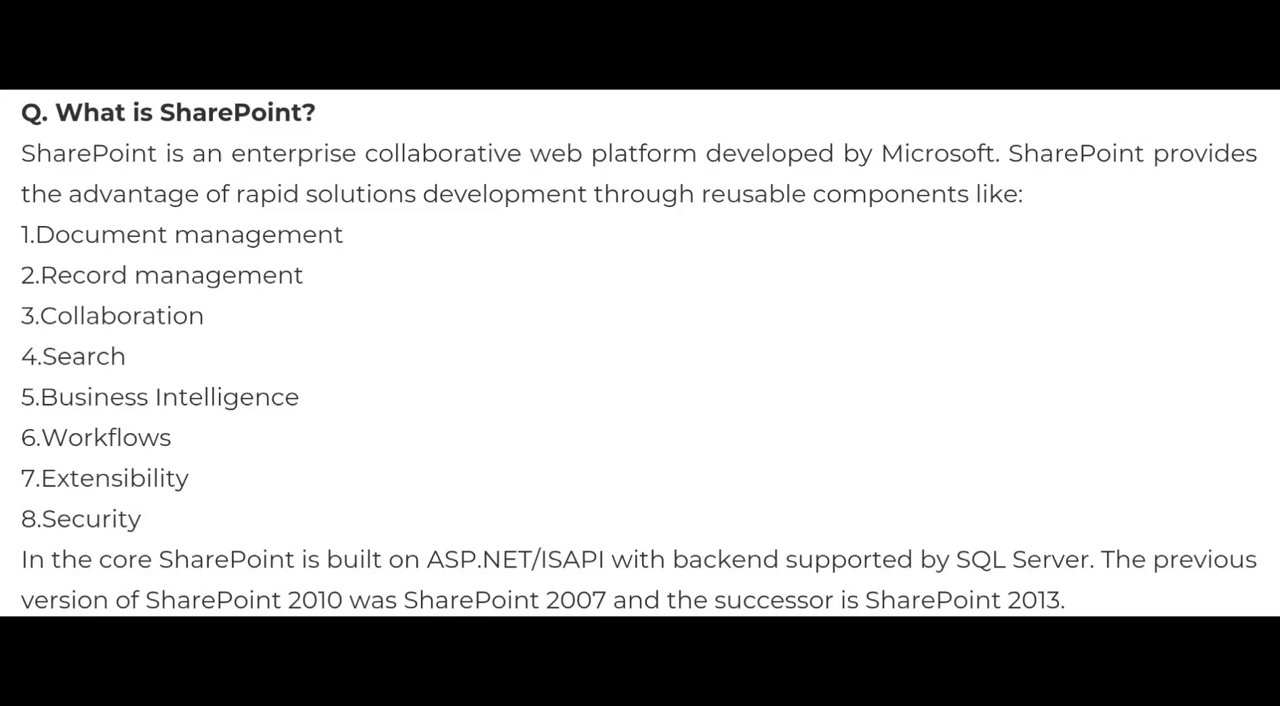 Q. What is SharePoint?
SharePoint is an enterprise collaborative web platform developed by Microsoft. SharePoint provides
the advantage of rapid solutions development through reusable components like:
1.Document management
2.Record management
3.Collaboration
4.Search
5.Business Intelligence
6.Workflows
7.Extensibility
8.Security
In the core SharePoint is built on ASP.NET/ISAPI with backend supported by SQL Server. The previous
version of SharePoint 2010 was SharePoint 2007 and the successor is SharePoint 2013.